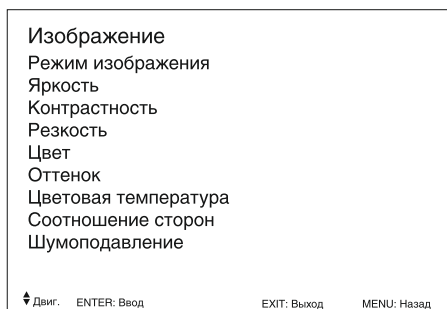 Изображение
Режим изображения
Яркость
Контрастность
Резкость
Цвет
Оттенок
Цветовая температура
Соотношение сторон
Шумоподавление
Двиг. ENTER: Ввод EXIT: Выход MENU: Назад